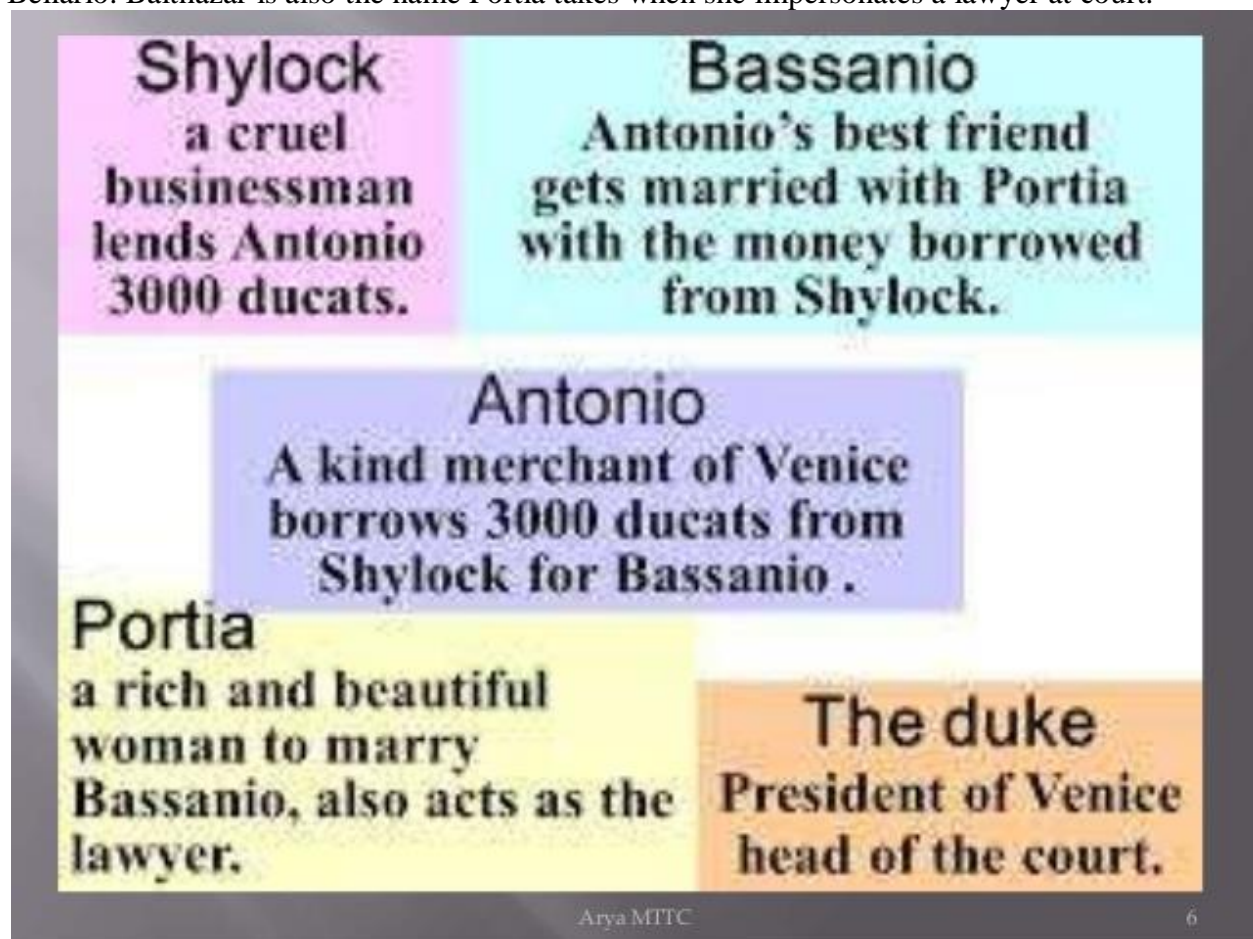 Bellario. Balthazar is also the name Portia takes when she impersonates a lawyer at court.
Shylock
a cruel
businessman
lends Antonio
3000 ducats.
Bassanio
Antonio's best friend
gets married with Portia
with the money borrowed
from Shylock.
Antonio
A kind merchant of Venice
borrows 3000 ducats from
Shylock for Bassanio .
Portia
a rich and beautiful
woman to marry
Bassanio, also acts as the
lawyer.
The duke
President of Venice
head of the court.
Arya MTTC
6